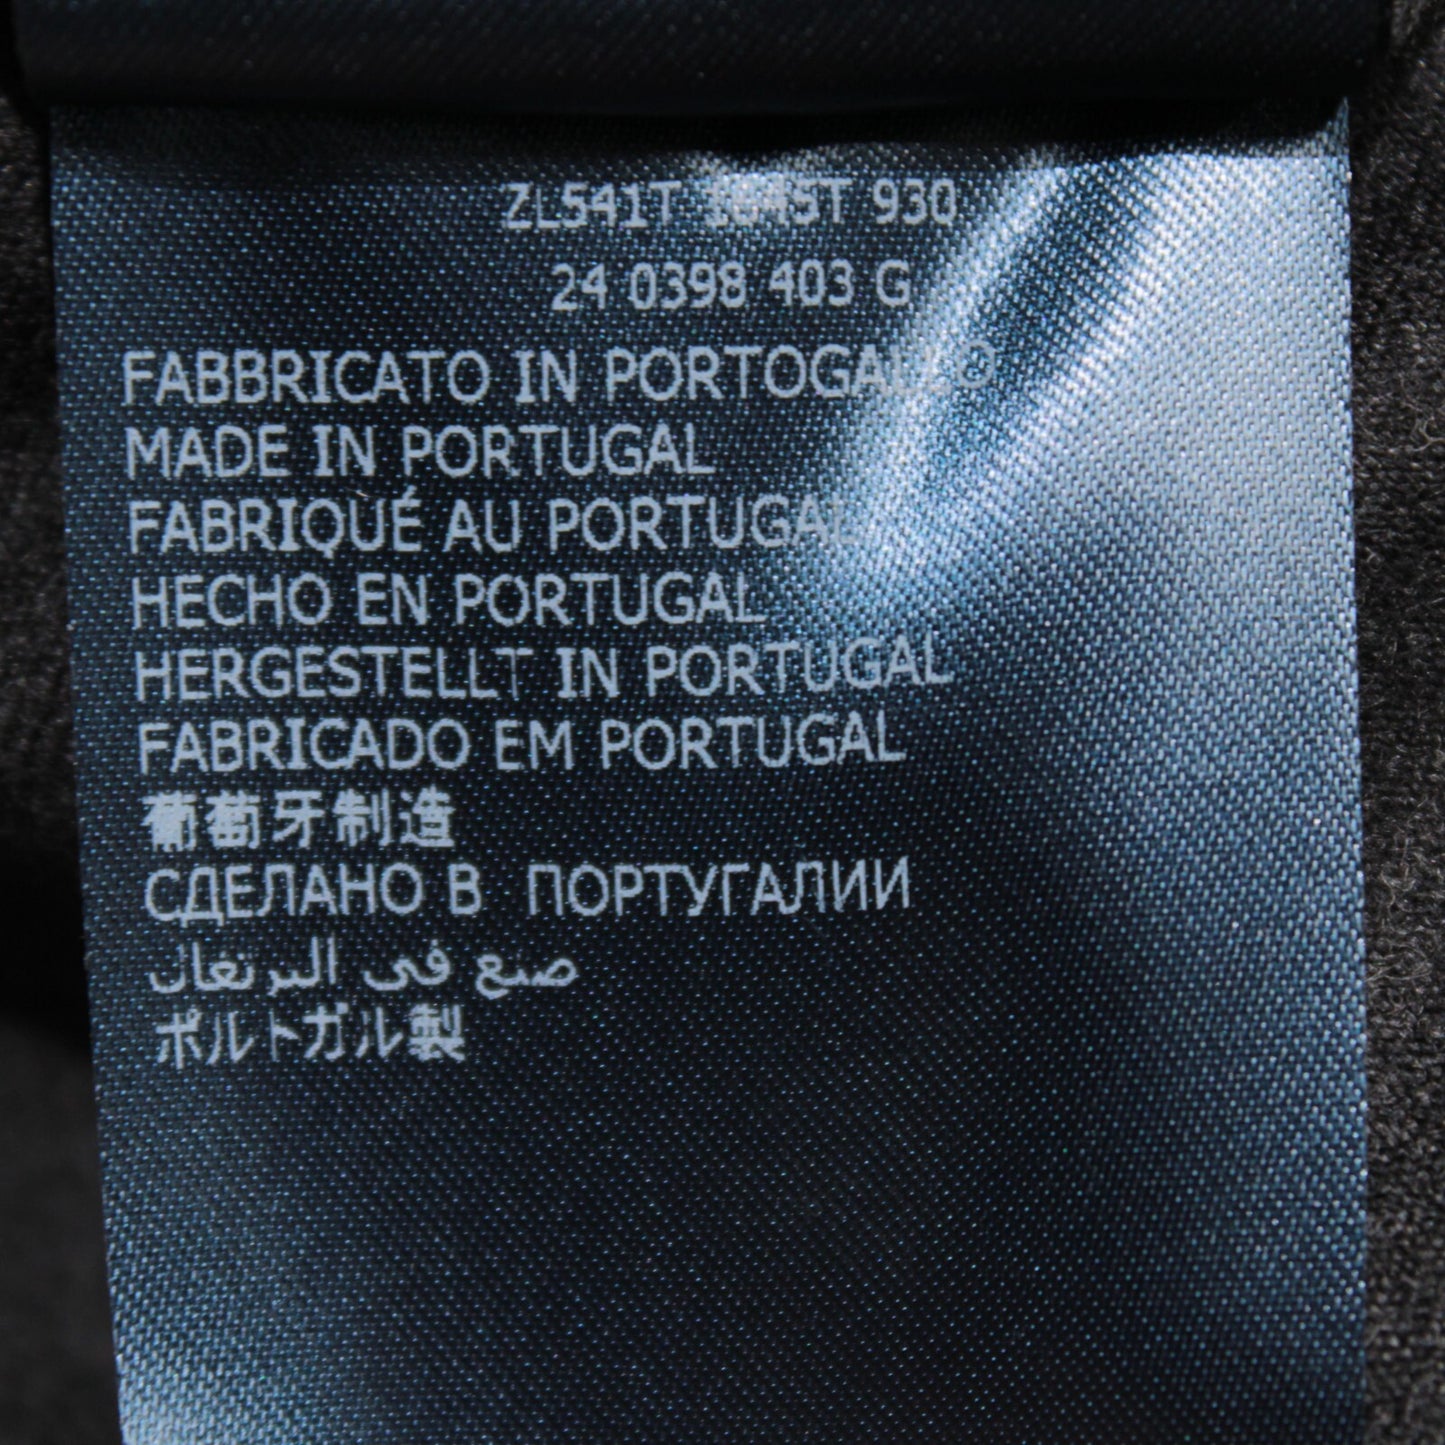 ZL541T 930
24 0398 403 G
FABBRICATO IN PORTOGALLO
MADE IN PORTUGAL
FABRIQUÉ AU PORTUGAL
HECHO EN PORTUGAL
HERGESTELLT IN PORTUGAL
FABRICADO EM PORTUGAL
葡萄牙制造
СДЕЛАНО В ПОРТУГАЛИИ
صنع في البرتغال
ポルトガル製